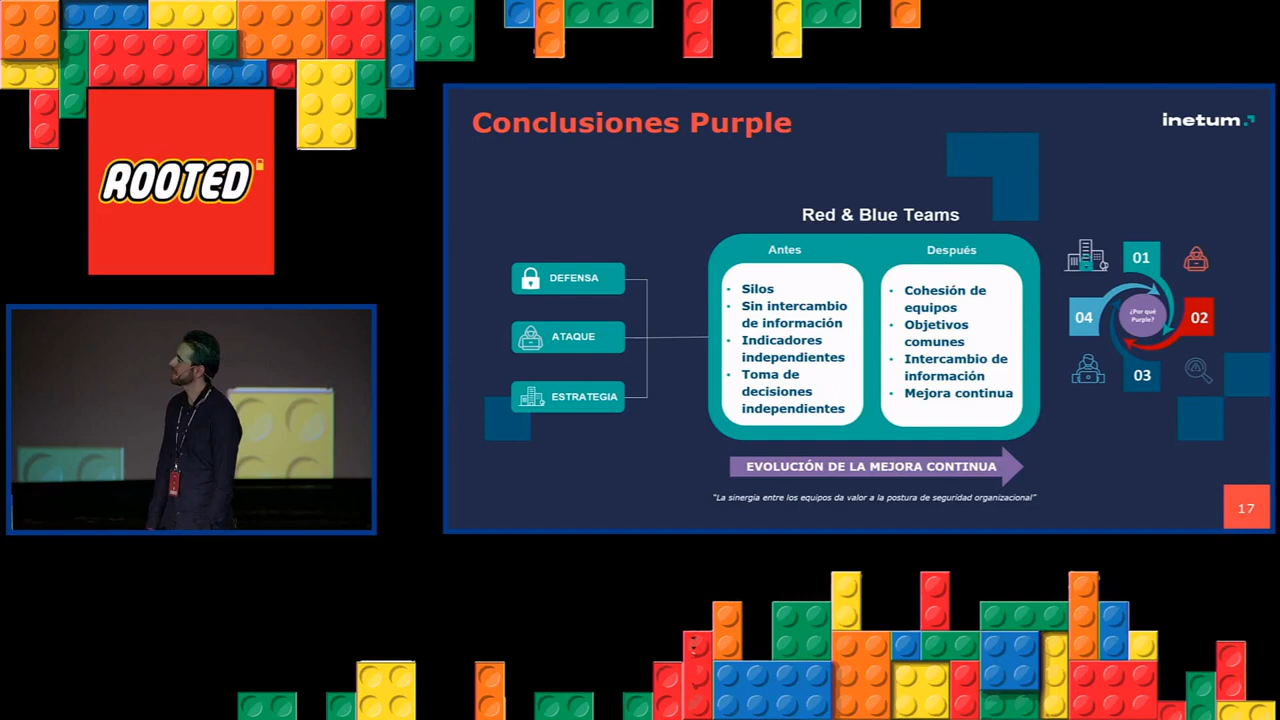 ROOTED
Conclusiones Purple
inetum
Red & Blue Teams
Antes
Después
DEFENSA
ATAQUE
ESTRATEGIA
• Silos
• Sin intercambio
de información
• Indicadores
independientes
• Toma de
decisiones
independientes
• Cohesión de
equipos
• Objetivos
comunes
• Intercambio de
información
• Mejora continua
01
02
03
04
¿Por qué
Purple?
EVOLUCIÓN DE LA MEJORA CONTINUA
"La sinergia entre los equipos da valor a la postura de seguridad organizacional"
17